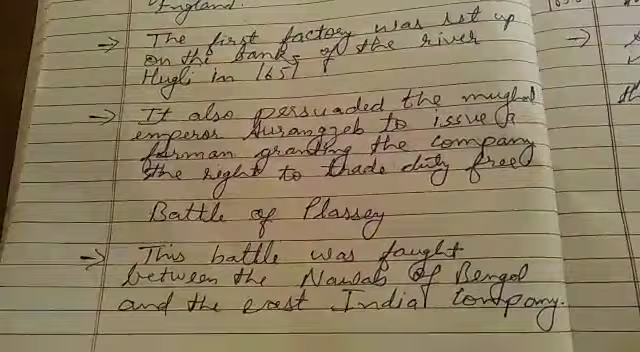 England.
→ The first factory was set up
on the banks of the river
Hugli in 1651
→ It also persuaded the mughal
emperor Aurangzeb to issue a
farman granting the company
the right to trade duty free
Battle of Plassey
→ This battle was faught
between the Nawab of Bengal
and the east Indial Company.
→